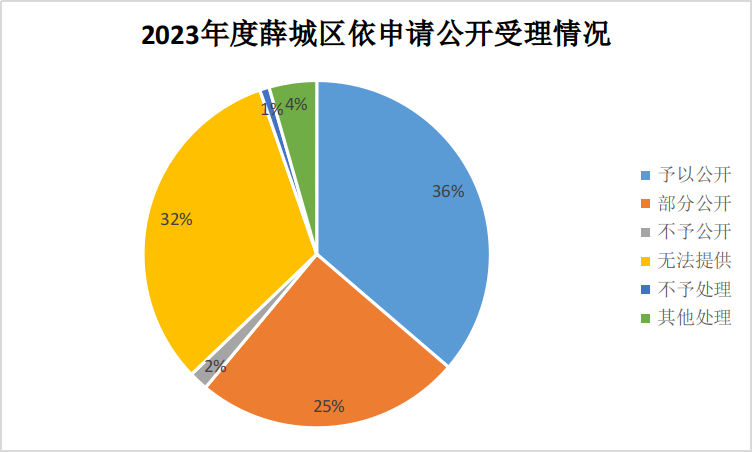 2023年度薛城区依申请公开受理情况
1%
4%
36%
32%
2%
25%
予以公开
部分公开
不予公开
无法提供
不予处理
其他处理